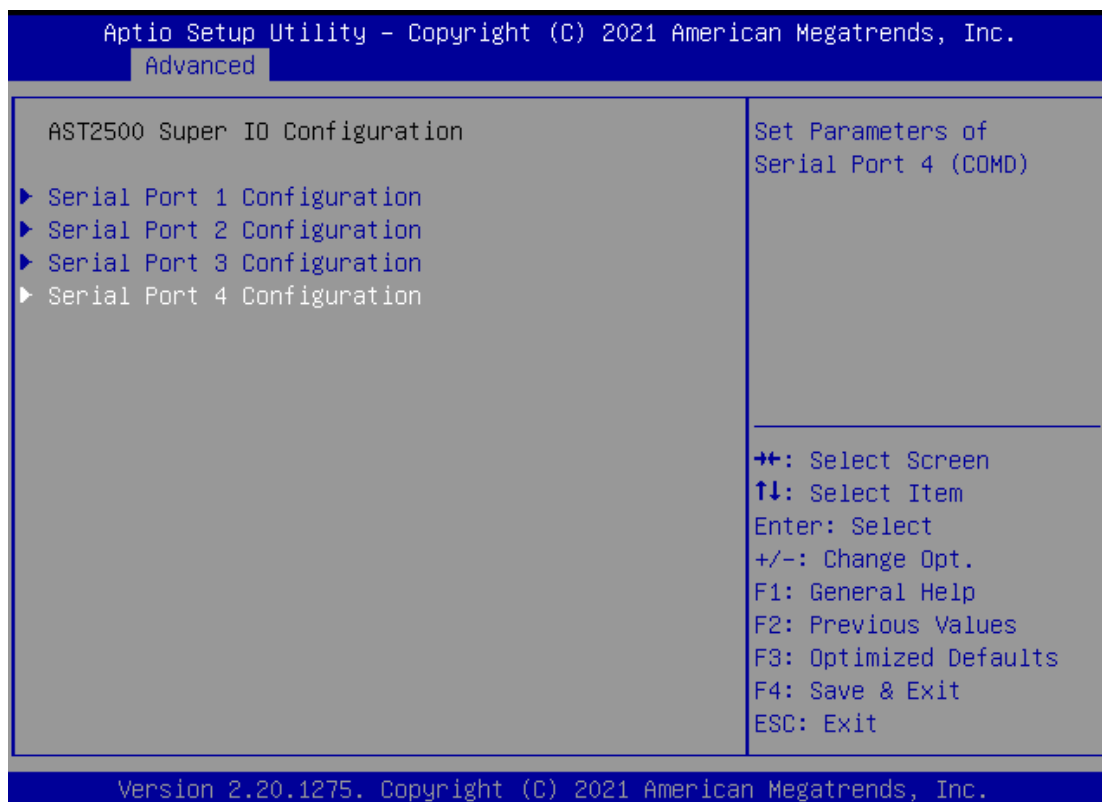 Aptio Setup Utility – Copyright (C) 2021 American Megatrends, Inc.
Advanced
AST2500 Super IO Configuration
▶ Serial Port 1 Configuration
▶ Serial Port 2 Configuration
▶ Serial Port 3 Configuration
▶ Serial Port 4 Configuration
Set Parameters of
Serial Port 4 (COMD)
→←: Select Screen
↑↓: Select Item
Enter: Select
+/-: Change Opt.
F1: General Help
F2: Previous Values
F3: Optimized Defaults
F4: Save & Exit
ESC: Exit
Version 2.20.1275. Copyright (C) 2021 American Megatrends, Inc.